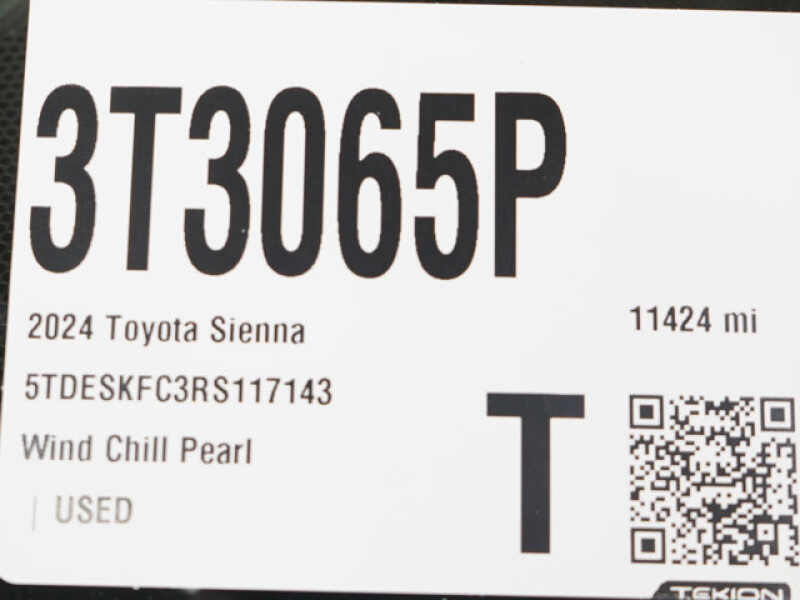 3T3065P
2024 Toyota Sienna
11424 mi
5TDESKFC3RS117143
Wind Chill Pearl
T
| USED
TEKION